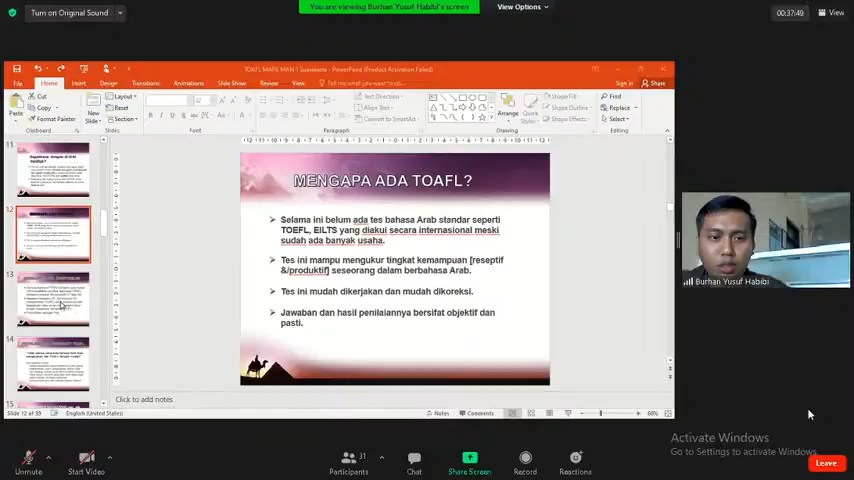 You are viewing Burhan Yusuf Habibi's screen
View Options
Turn on Original Sound
00:37:49
View
TOAFL MAPK MAN 1 Surakarta - PowerPoint (Product Activation Failed)
File
Home
Insert
Design
Transitions
Animations
Slide Show
Review
View
Tell me what you want to do...
Sign in
Share
Paste
Cut
Copy
Format Painter
Clipboard
New
Slide
Layout
Reset
Section
Slides
Font
Text Direction
Align Text
Convert to SmartArt
Paragraph
Arrange
Quick
Styles
Shape Fill
Shape Outline
Shape Effects
Drawing
Find
Replace
Select
Editing
11
12
13
14
15
MENGAPA ADA TOAFL?
Selama ini belum ada tes bahasa Arab standar seperti
TOEFL, EILTS yang diakui secara internasional meski
sudah ada banyak usaha.
Tes ini mampu mengukur tingkat kemampuan [reseptif
&/produktif] seseorang dalam berbahasa Arab.
Tes ini mudah dikerjakan dan mudah dikoreksi.
Jawaban dan hasil penilaiannya bersifat objektif dan
pasti.
Click to add notes
Slide 12 of 39
English (United States)
Notes
Comments
68%
Burhan Yusuf Habibi
Activate Windows
Go to Settings to activate Windows.
Unmute
Start Video
31
Participants
Chat
Share Screen
Record
Reactions
Leave